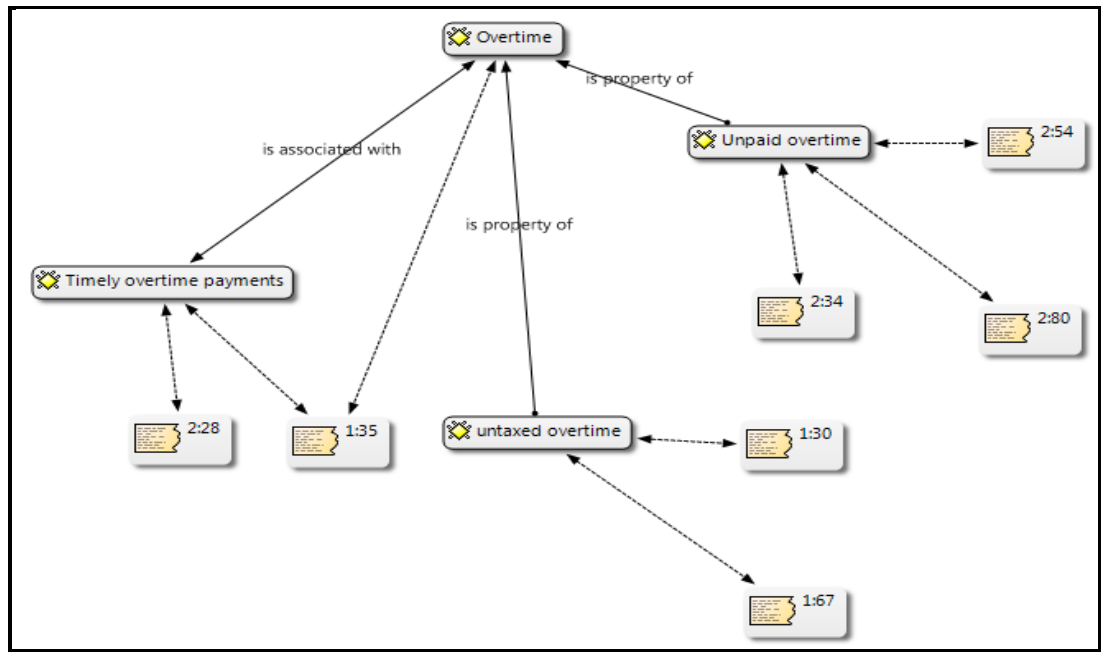 Overtime
is property of
2:54
Unpaid overtime
is associated with
is property of
Timely overtime payments
2:34
2:80
2:28
1:35
untaxed overtime
1:30
1:67